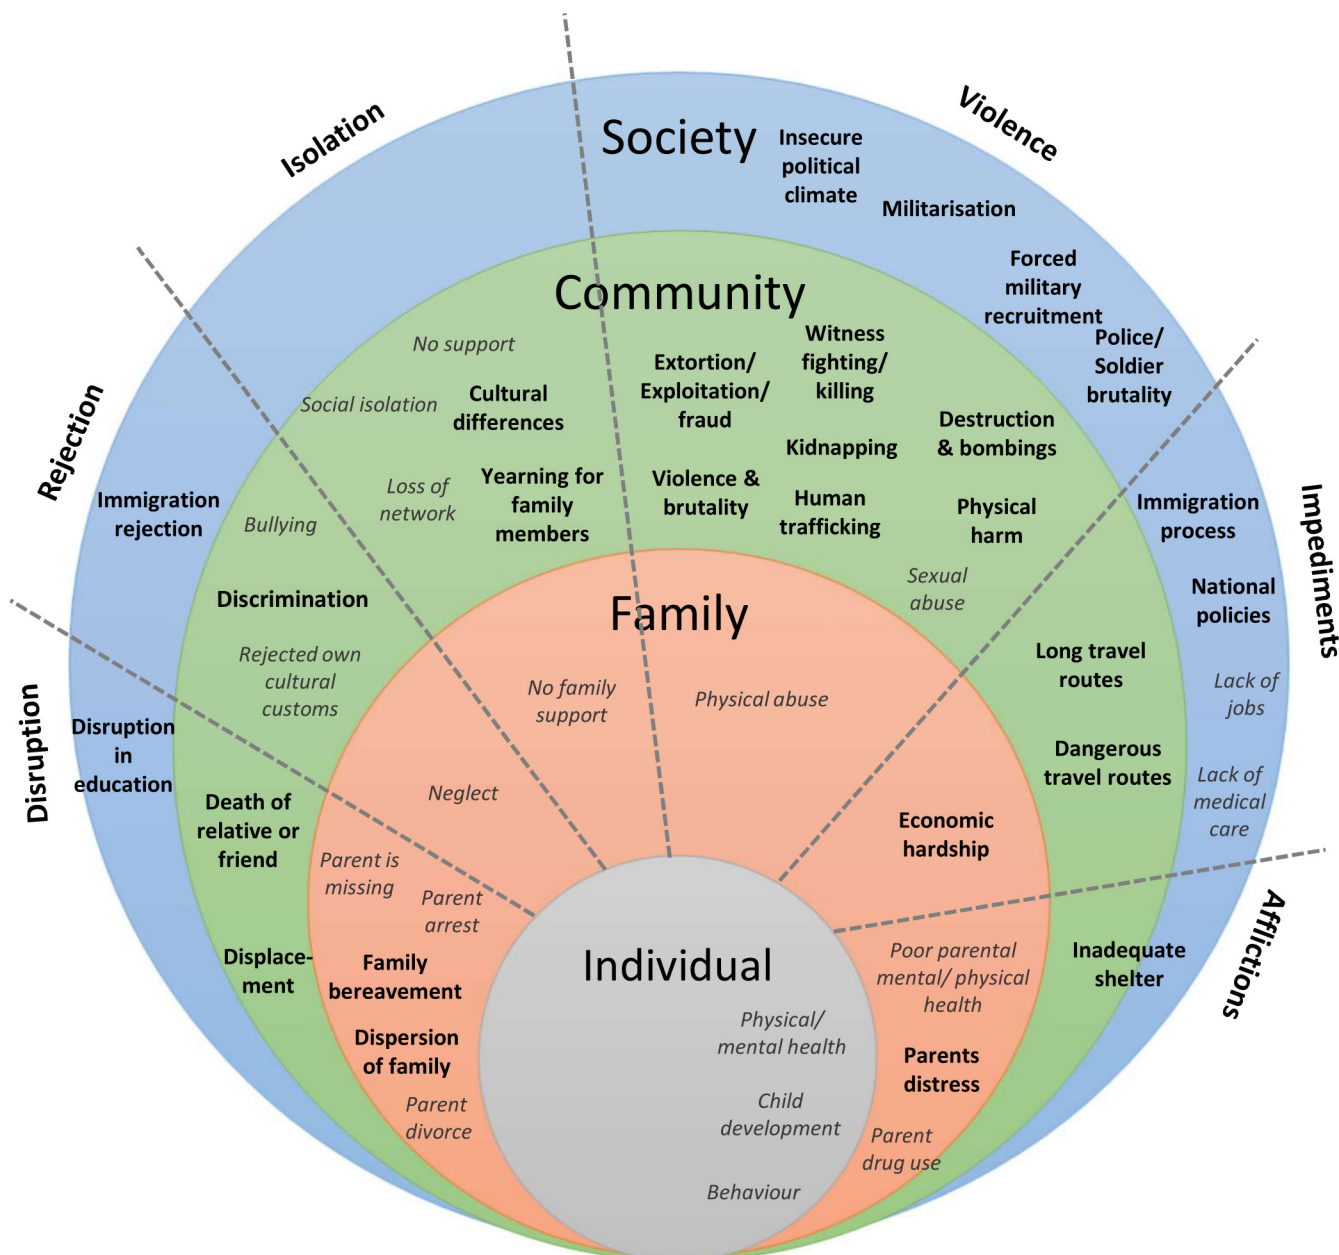 Isolation
Violence
Rejection
Impediments
Disruption
Afflictions
Society
Insecure
political
climate
Militarisation
Forced
military
recruitment
Police/
Soldier
brutality
Immigration
rejection
Immigration
process
National
policies
Lack of
jobs
Lack of
medical
care
Disruption
in
education
Community
No support
Social isolation
Cultural
differences
Loss of
network
Yearning for
family
members
Extortion/
Exploitation/
fraud
Witness
fighting/
killing
Kidnapping
Destruction
& bombings
Violence &
brutality
Human
trafficking
Physical
harm
Sexual
abuse
Bullying
Discrimination
Rejected own
cultural
customs
Long travel
routes
Dangerous
travel routes
Death of
relative or
friend
Displace-
ment
Inadequate
shelter
Family
No family
support
Physical abuse
Neglect
Economic
hardship
Parent is
missing
Parent
arrest
Family
bereavement
Dispersion
of family
Parent
divorce
Poor parental
mental/ physical
health
Parents
distress
Parent
drug use
Individual
Physical/
mental health
Child
development
Behaviour